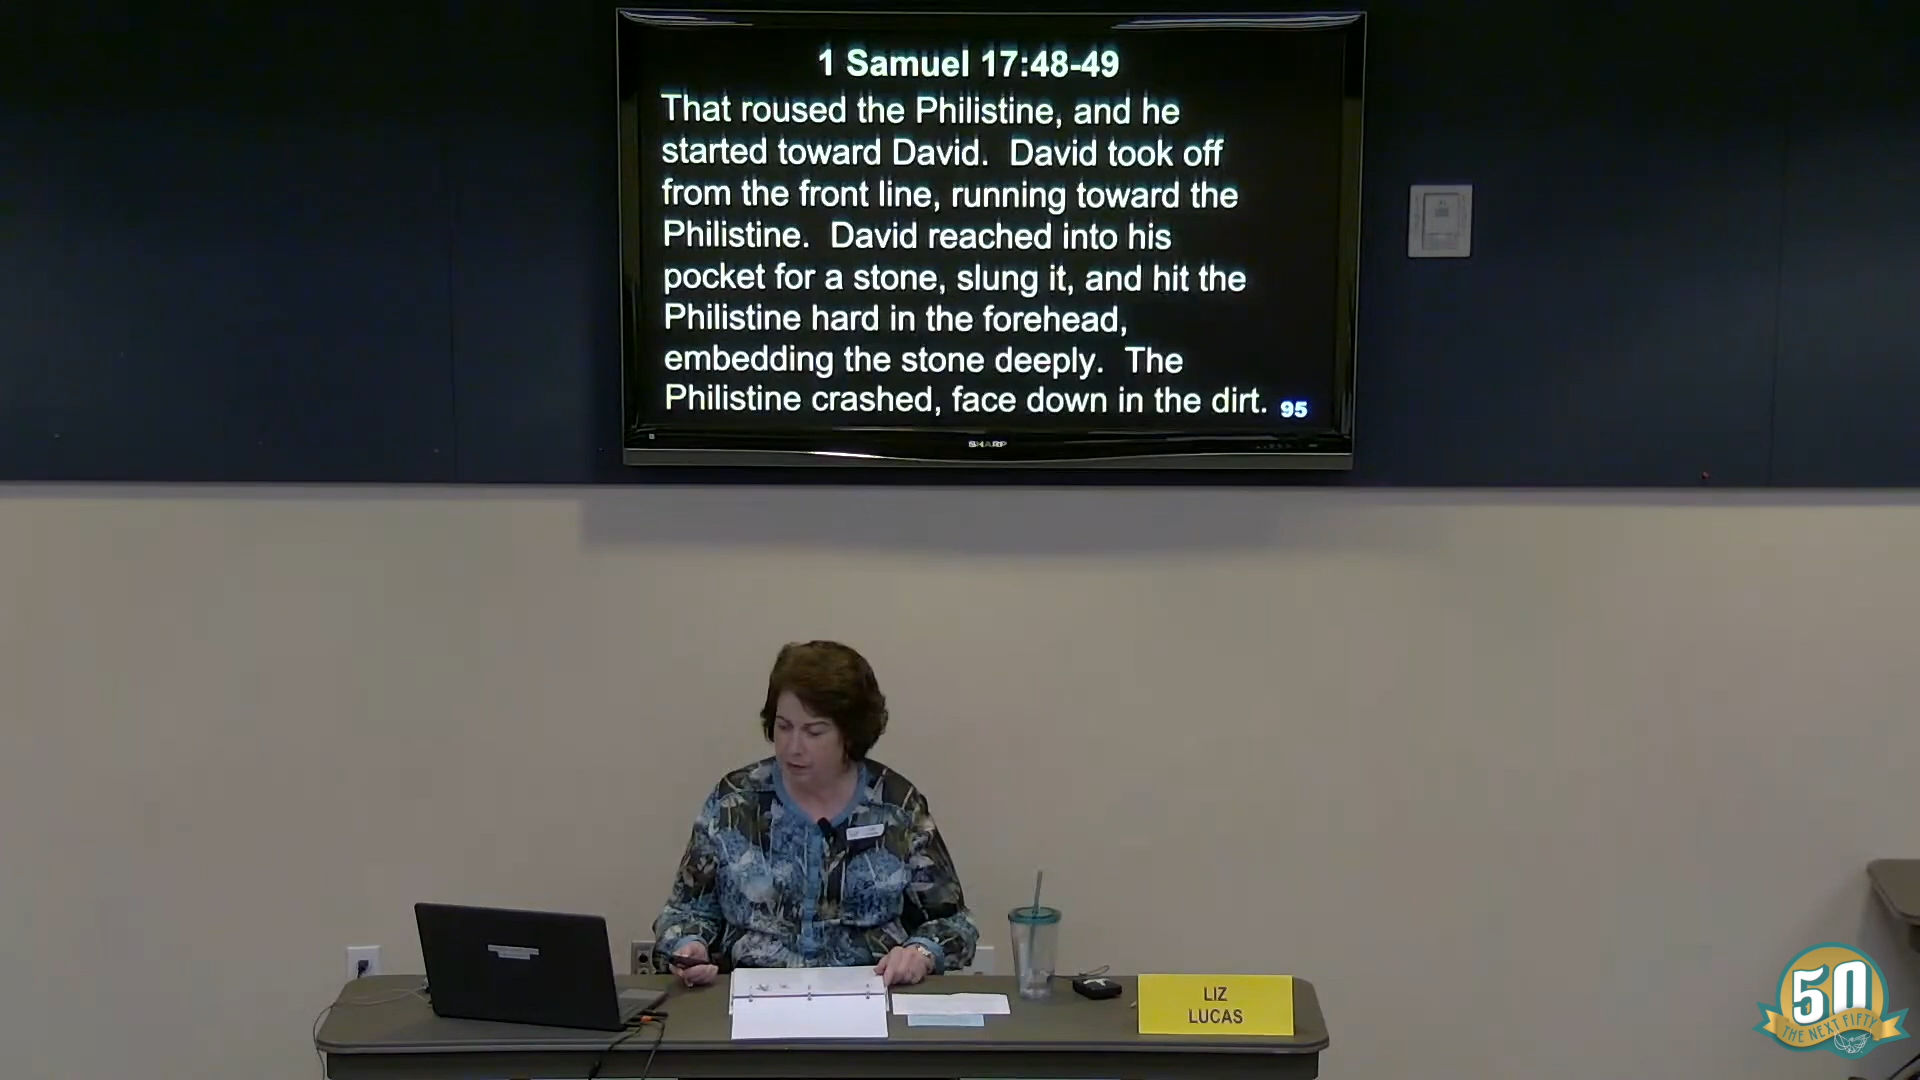 1 Samuel 17:48-49
That roused the Philistine, and he
started toward David.  David took off
from the front line, running toward the
Philistine.  David reached into his
pocket for a stone, slung it, and hit the
Philistine hard in the forehead,
embedding the stone deeply.  The
Philistine crashed, face down in the dirt.
95
SHARP
LIZ
LUCAS
50
THE NEXT FIFTY